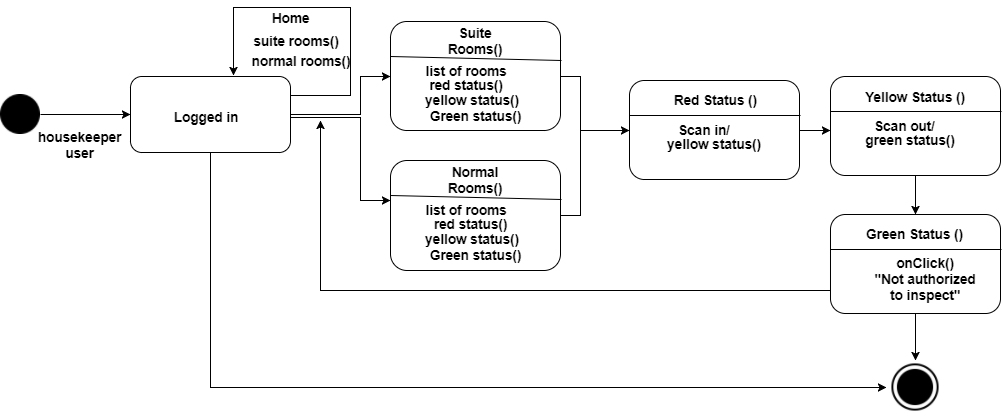 Home
suite rooms()
normal rooms()
housekeeper
user
Logged in
Suite
Rooms()
list of rooms
red status()
yellow status()
Green status()
Normal
Rooms()
list of rooms
red status()
yellow status()
Green status()
Red Status ()
Scan in/
yellow status()
Yellow Status ()
Scan out/
green status()
Green Status ()
onClick()
"Not authorized
to inspect"